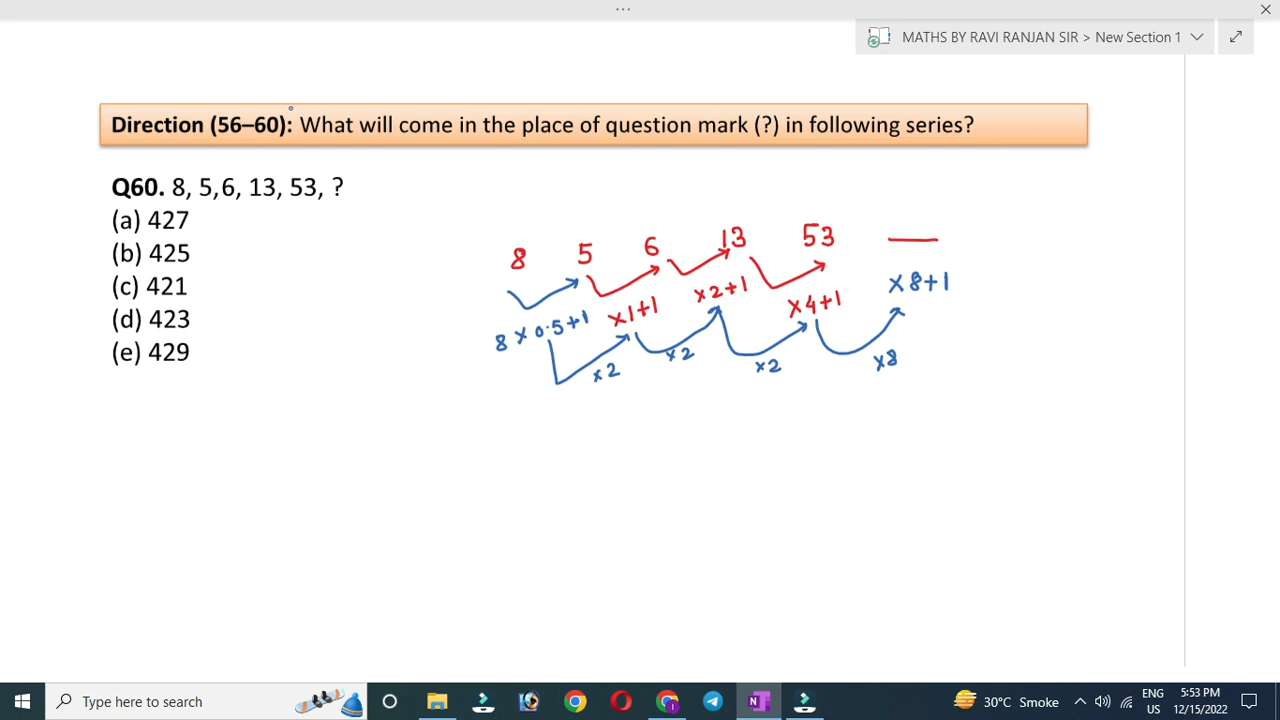 MATHS BY RAVI RANJAN SIR > New Section 1
Direction (56–60): What will come in the place of question mark (?) in following series?
Q60. 8, 5,6, 13, 53, ?
(a) 427
(b) 425
(c) 421
(d) 423
(e) 429
8 5 6 13 53
8 × 0.5+1 ×1+1 ×2+1 ×4+1 ×8+1
×2 ×2 ×2 ×8
Type here to search
30°C Smoke
ENG
US
5:53 PM
12/15/2022